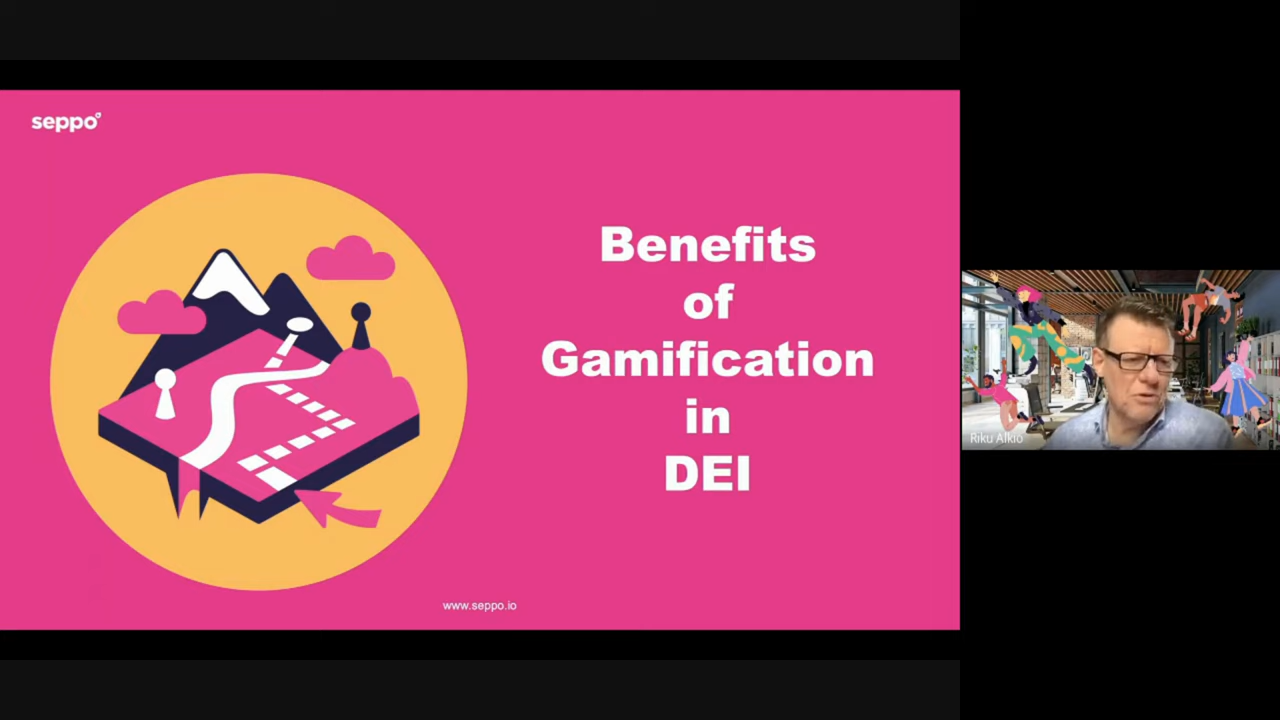 seppo
Benefits
of
Gamification
in
DEI
www.seppo.io
Riku Alkio